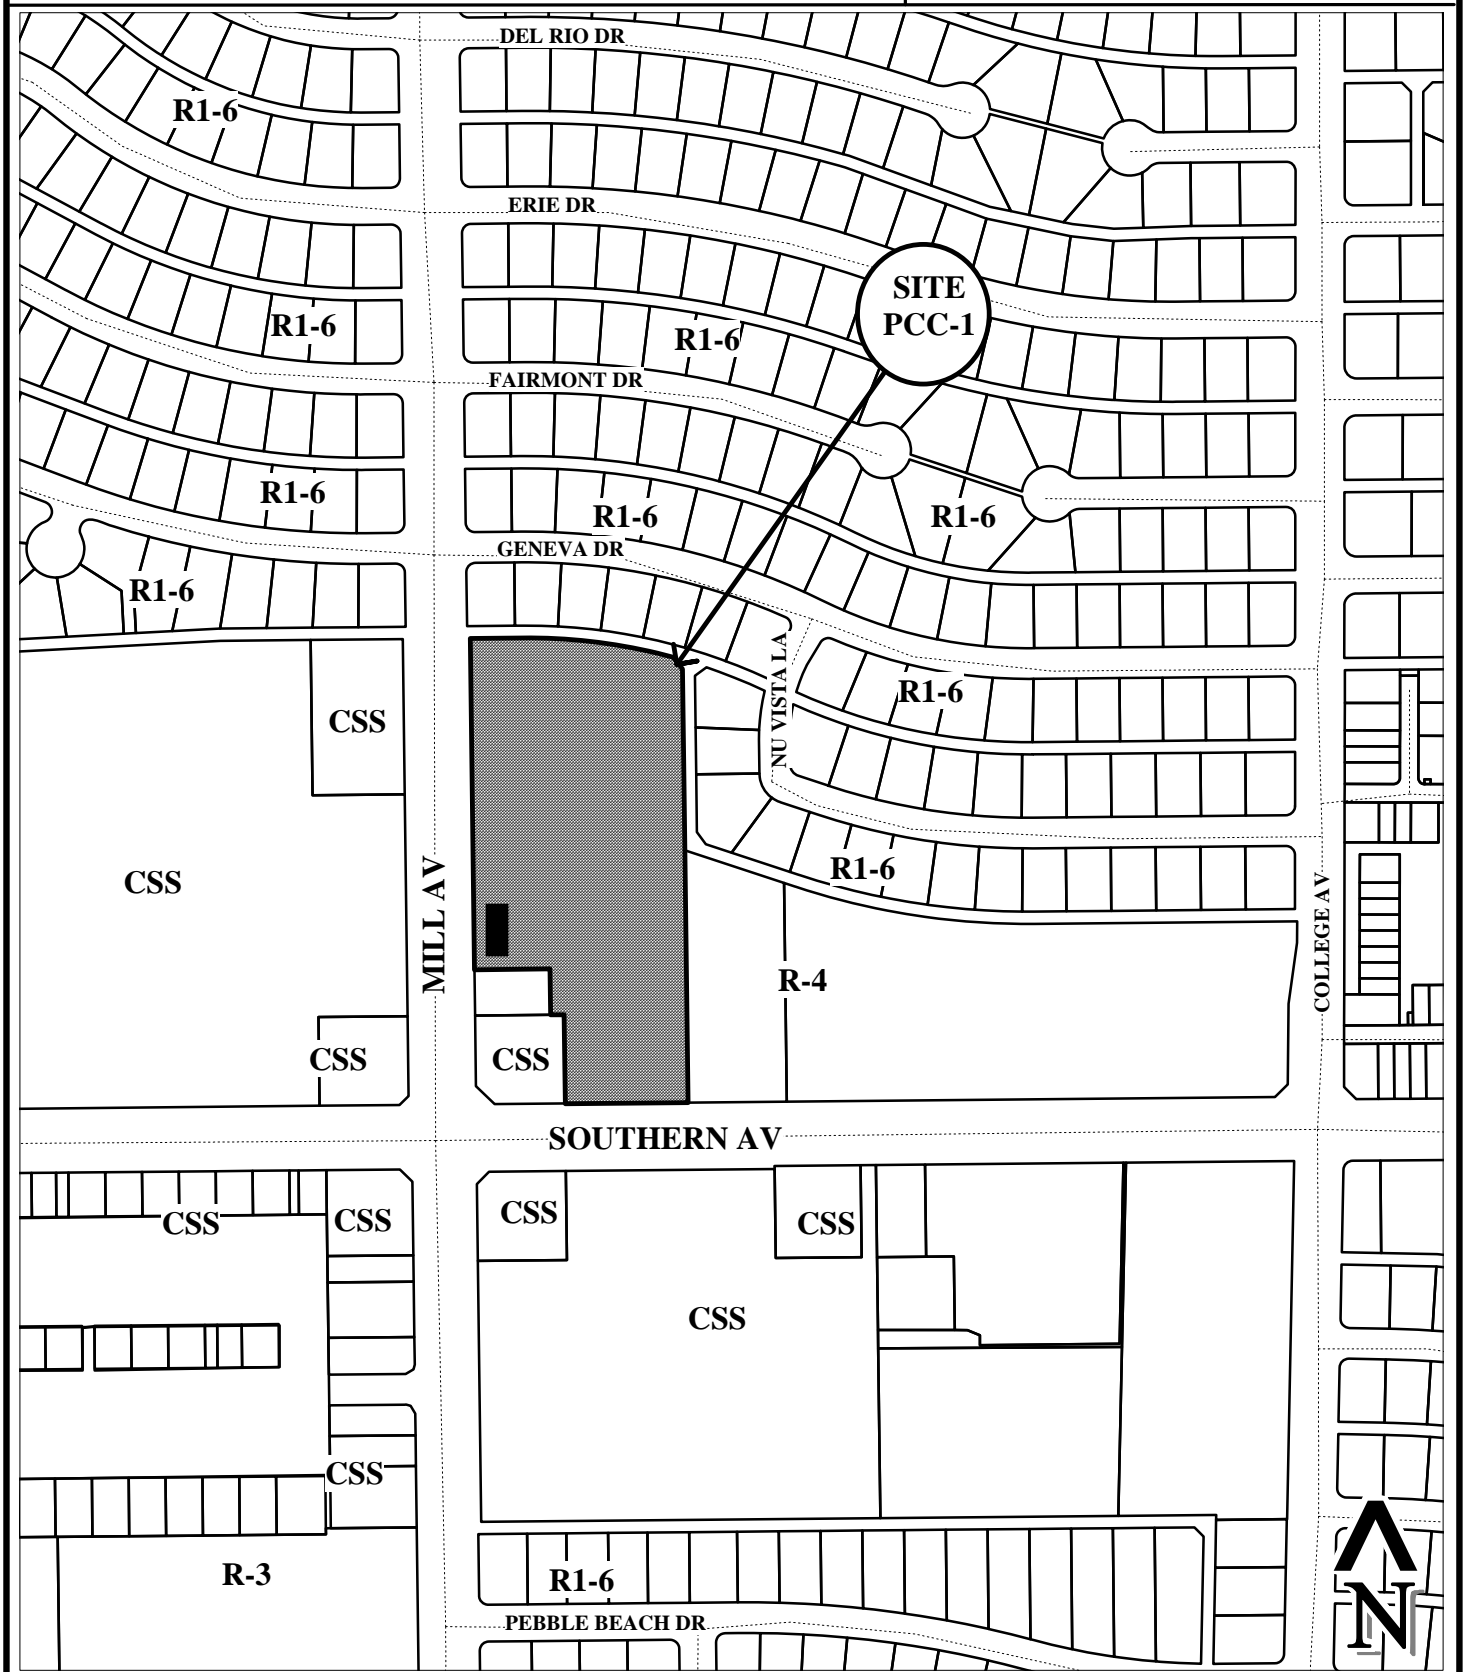 DEL RIO DR
R1-6
ERIE DR
SITE
PCC-1
R1-6
R1-6
FAIRMONT DR
R1-6
R1-6
R1-6
GENEVA DR
R1-6
NU VISTA LA
R1-6
CSS
R1-6
CSS
MILL AV
COLLEGE AV
R-4
CSS
CSS
SOUTHERN AV
CSS
CSS
CSS
CSS
CSS
CSS
R-3
R1-6
PEBBLE BEACH DR
N